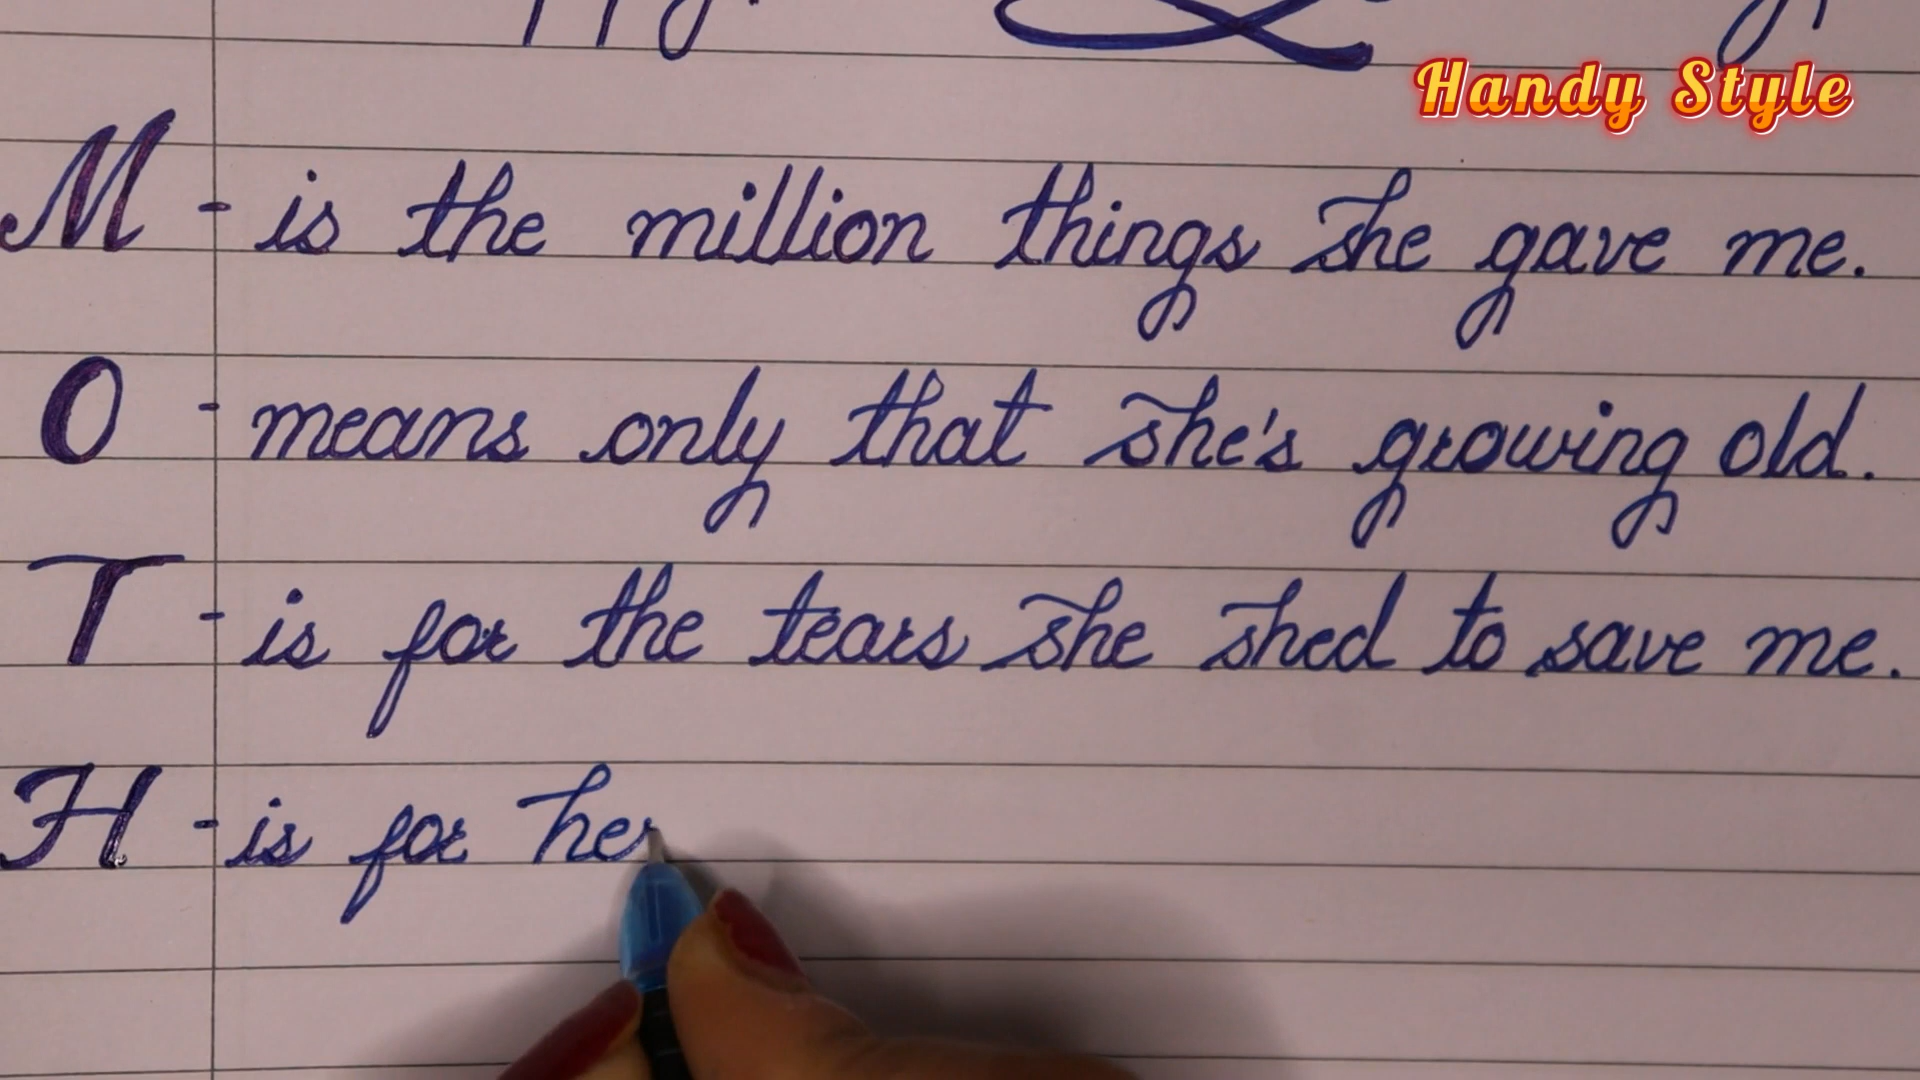 Handy Style
M - is the million things she gave me.
O - means only that she's growing old.
T - is for the tears she shed to save me.
H - is for her